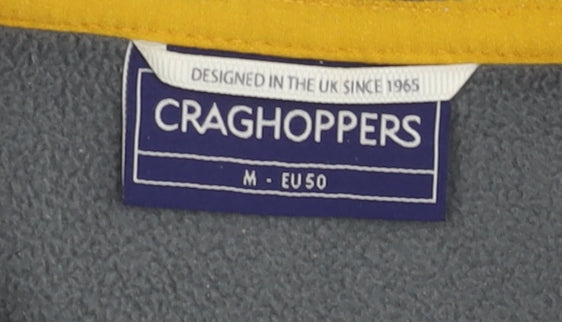 DESIGNED IN THE UK SINCE 1965
CRAGHOPPERS
M - EU50